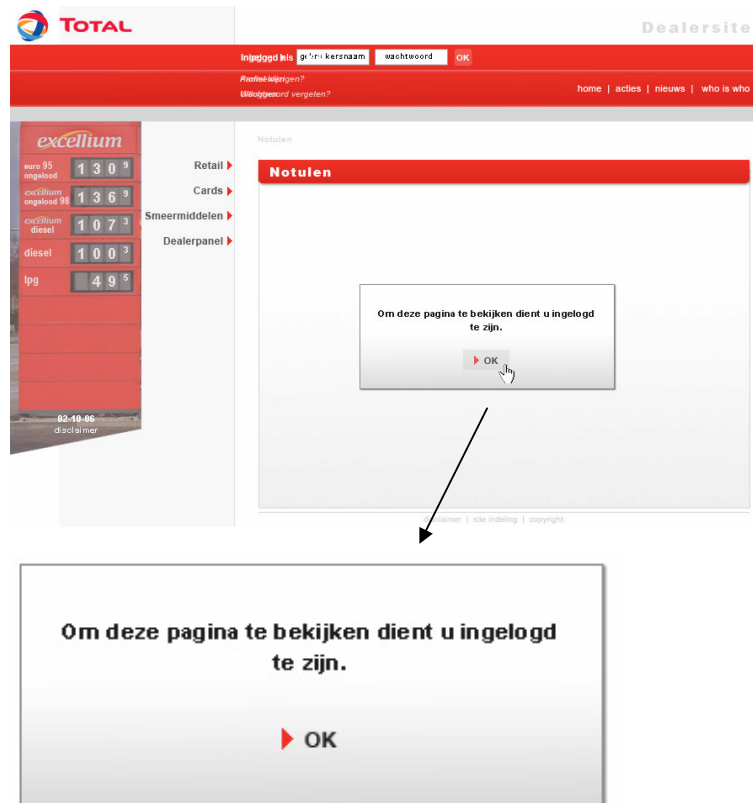 TOTAL
Dealersite
als
wachtwoord
OK
home | acties | nieuws | who is who
excellium
Notulen
euro 95
ongelood
1 3 0 9
Retail
Notulen
excellium
ongelood 98
1 3 6 9
Cards
excellium
diesel
1 0 7 3
Smeermiddelen
diesel
1 0 0 3
Dealerpanel
lpg
4 9 5
Om deze pagina te bekijken dient u ingelogd
te zijn.
OK
02-10-06
disclaimer
disclaimer | site indeling | copyright
Om deze pagina te bekijken dient u ingelogd
te zijn.
OK